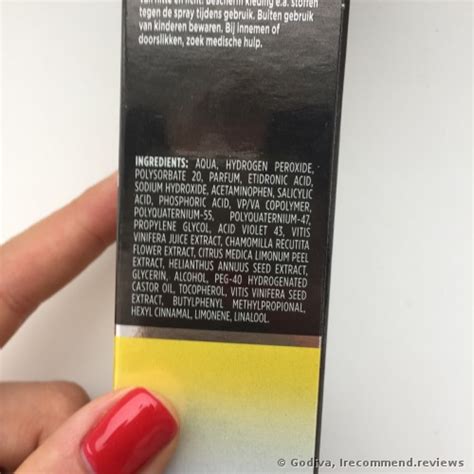 van hitte en licht. Bescherm kleding e.a. stoffen
tegen de spray tijdens gebruik. Buiten gebruik
van kinderen bewaren. Bij innemen of
doorslikken, zoek medische hulp.
INGREDIENTS: AQUA, HYDROGEN PEROXIDE,
POLYSORBATE 20, PARFUM, ETIDRONIC ACID,
SODIUM HYDROXIDE, ACETAMINOPHEN, SALICYLIC
ACID, PHOSPHORIC ACID, VP/VA COPOLYMER,
POLYQUATERNIUM-55, POLYQUATERNIUM-47,
PROPYLENE GLYCOL, ACID VIOLET 43, VITIS
VINIFERA JUICE EXTRACT, CHAMOMILLA RECUTITA
FLOWER EXTRACT, CITRUS MEDICA LIMONUM PEEL
EXTRACT, HELIANTHUS ANNUUS SEED EXTRACT,
GLYCERIN, ALCOHOL, PEG-40 HYDROGENATED
CASTOR OIL, TOCOPHEROL, VITIS VINIFERA SEED
EXTRACT, BUTYLPHENYL METHYLPROPIONAL,
HEXYL CINNAMAL, LIMONENE, LINALOOL.
© Godiva, Irecommend.reviews